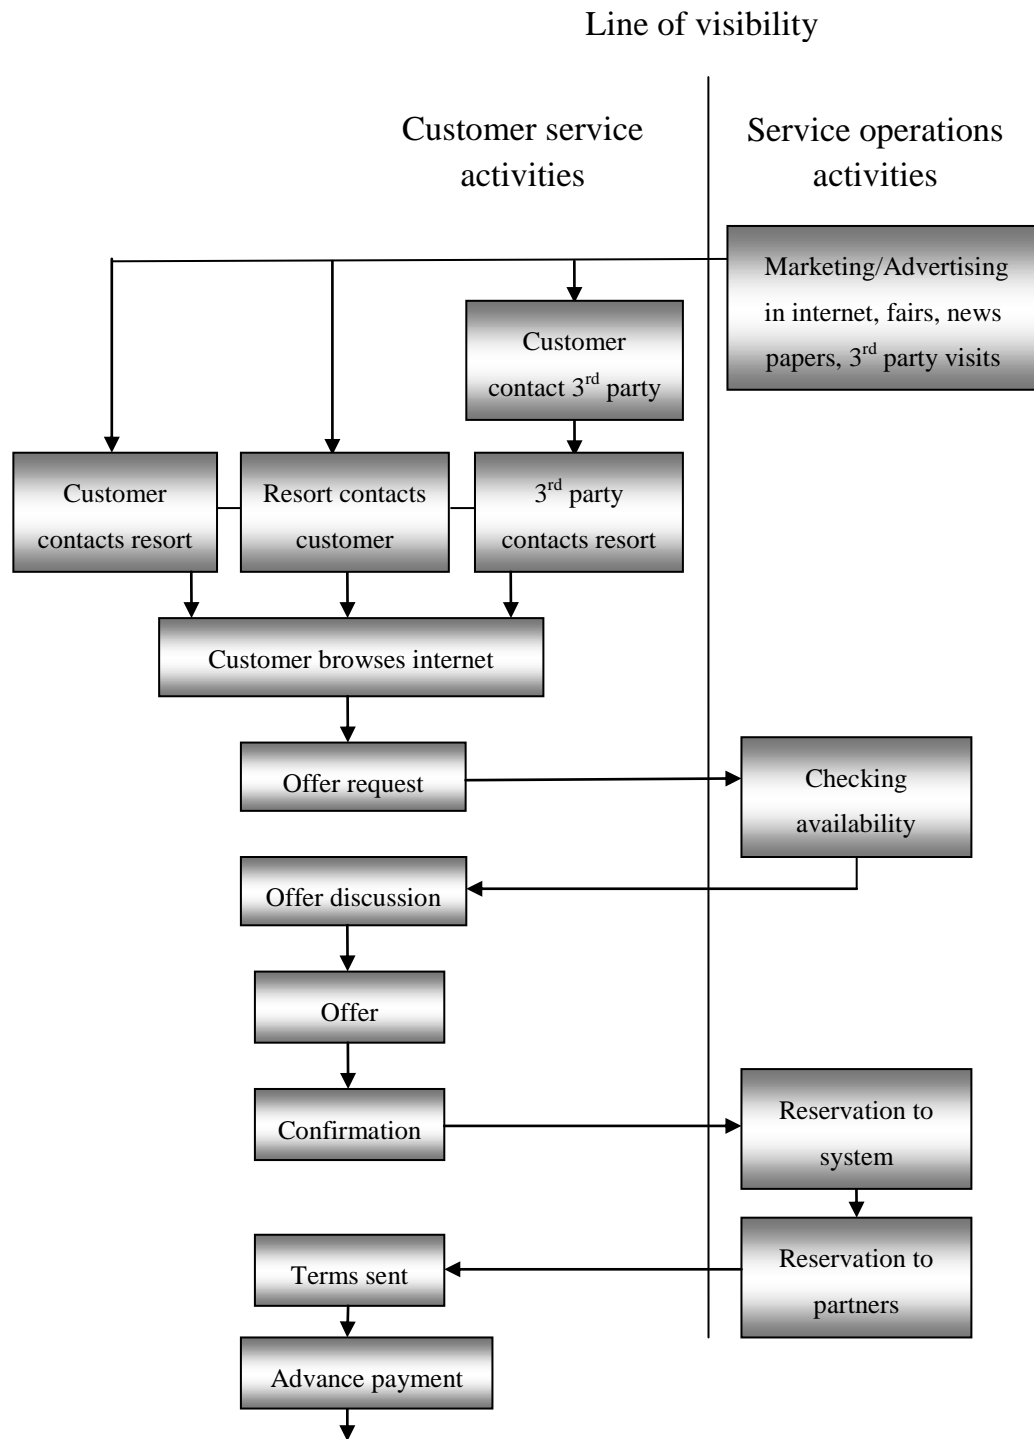 Line of visibility
Customer service
activities
Service operations
activities
Marketing/Advertising
in internet, fairs, news
papers, 3rd party visits
Customer
contact 3rd party
Customer
contacts resort
Resort contacts
customer
3rd party
contacts resort
Customer browses internet
Offer request
Checking
availability
Offer discussion
Offer
Confirmation
Reservation to
system
Reservation to
partners
Terms sent
Advance payment